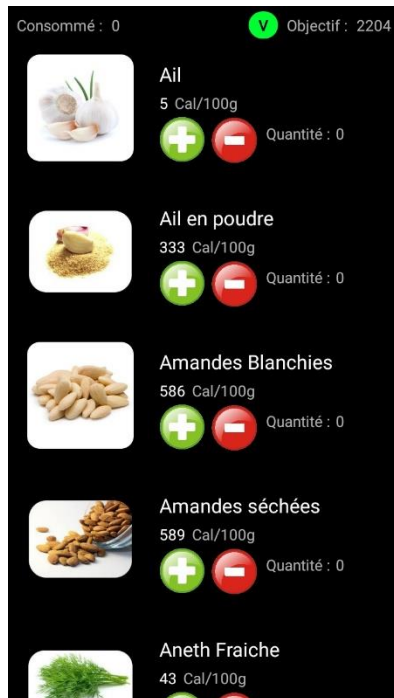 Consommé : 0
V Objectif : 2204
Ail
5 Cal/100g
Quantité : 0
Ail en poudre
333 Cal/100g
Quantité : 0
Amandes Blanchies
586 Cal/100g
Quantité : 0
Amandes séchées
589 Cal/100g
Quantité : 0
Aneth Fraiche
43 Cal/100g